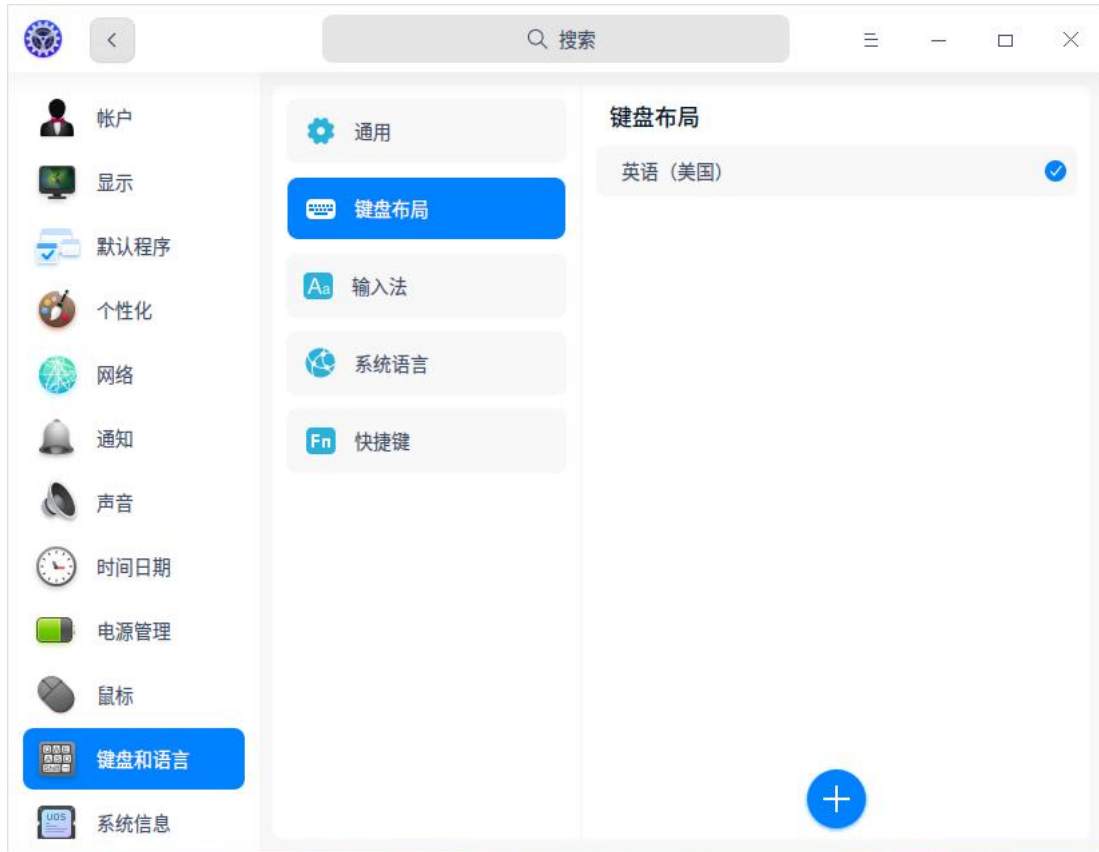 搜索
帐户
显示
默认程序
个性化
网络
通知
声音
时间日期
电源管理
鼠标
键盘和语言
UOS
系统信息
通用
键盘布局
Aa
输入法
系统语言
Fn
快捷键
键盘布局
英语（美国）